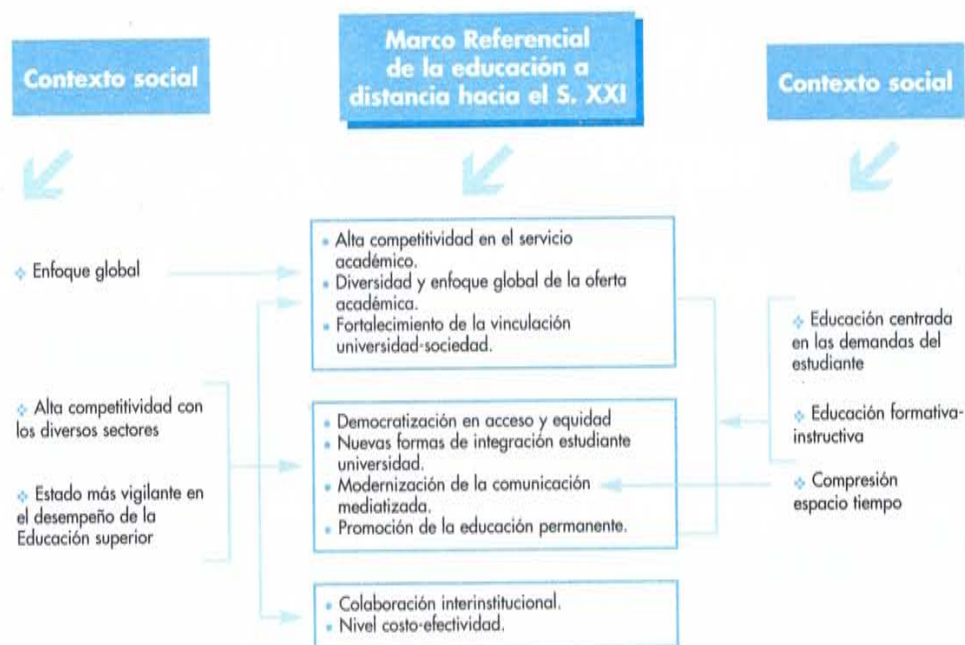 Contexto social
Marco Referencial
de la educación a
distancia hacia el S. XXI
Contexto social
❖ Enfoque global
❖ Alta competitividad con
los diversos sectores
❖ Estado más vigilante en
el desempeño de la
Educación superior
• Alta competitividad en el servicio
académico.
• Diversidad y enfoque global de la oferta
académica.
• Fortalecimiento de la vinculación
universidad-sociedad.
• Democratización en acceso y equidad
• Nuevas formas de integración estudiante
universidad.
• Modernización de la comunicación
mediatizada.
• Promoción de la educación permanente.
• Colaboración interinstitucional.
• Nivel costo-efectividad.
❖ Educación centrada
en las demandas del
estudiante
❖ Educación formativa-
instructiva
❖ Compresión
espacio tiempo